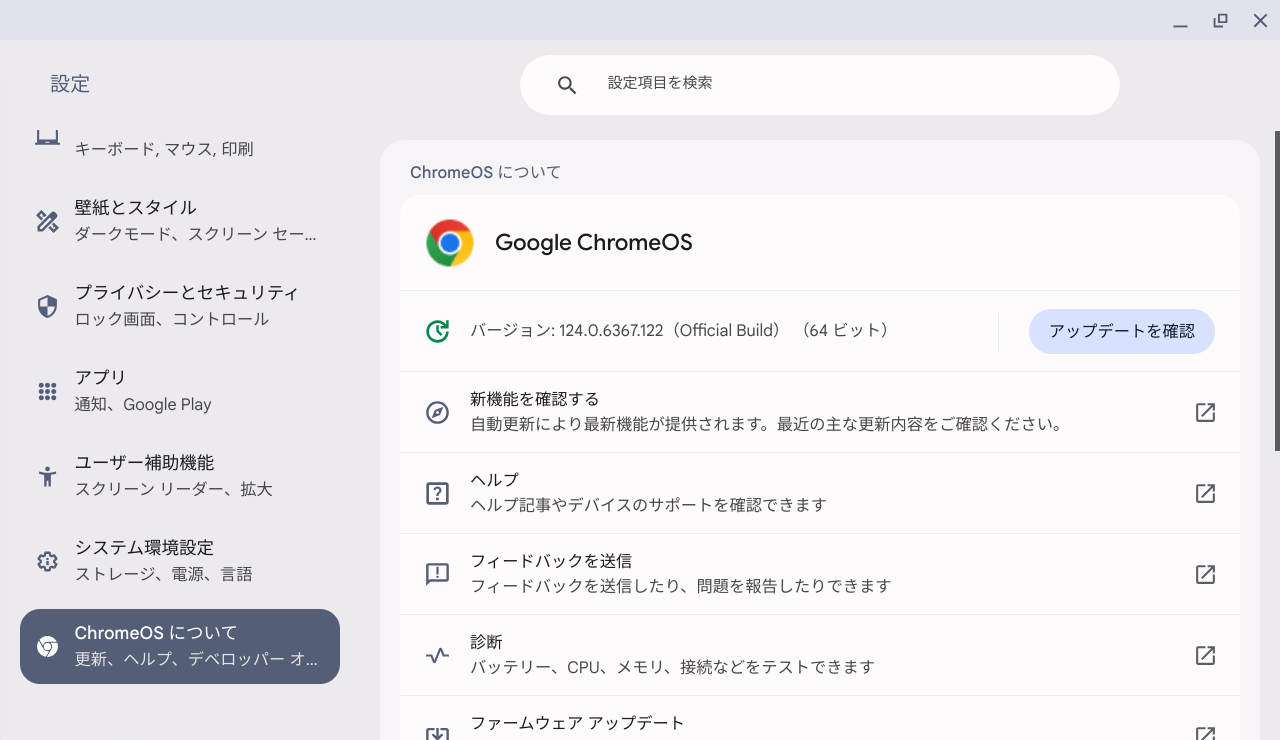 設定
設定項目を検索
キーボード, マウス, 印刷
壁紙とスタイル
ダークモード、スクリーン セー...
プライバシーとセキュリティ
ロック画面、コントロール
アプリ
通知、Google Play
ユーザー補助機能
スクリーン リーダー、拡大
システム環境設定
ストレージ、電源、言語
ChromeOS について
更新、ヘルプ、デベロッパー オ...
ChromeOS について
Google ChromeOS
バージョン: 124.0.6367.122（Official Build） （64 ビット）
アップデートを確認
新機能を確認する
自動更新により最新機能が提供されます。最近の主な更新内容をご確認ください。
ヘルプ
ヘルプ記事やデバイスのサポートを確認できます
フィードバックを送信
フィードバックを送信したり、問題を報告したりできます
診断
バッテリー、CPU、メモリ、接続などをテストできます
ファームウェア アップデート